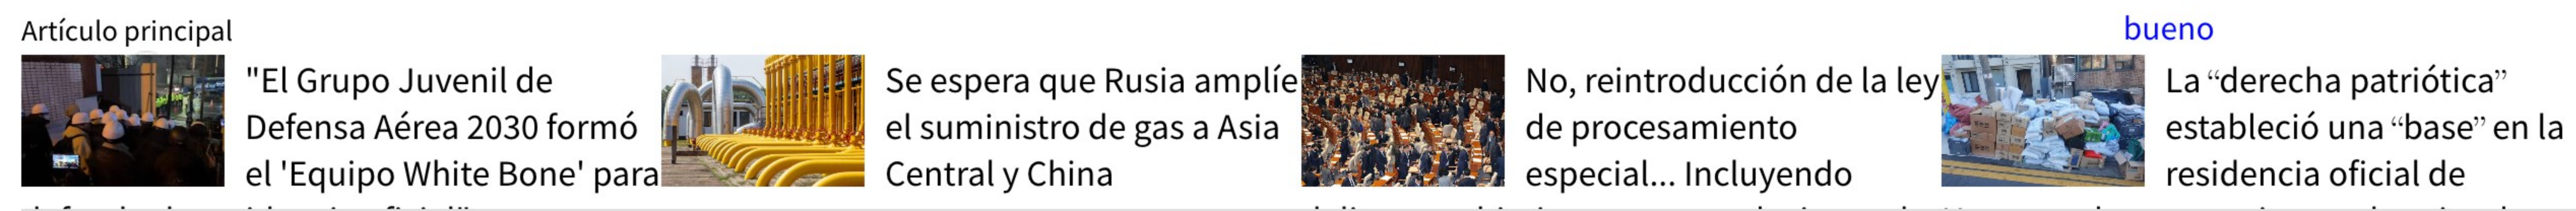 Artículo principal
bueno
"El Grupo Juvenil de
Defensa Aérea 2030 formó
el 'Equipo White Bone' para
Se espera que Rusia amplíe
el suministro de gas a Asia
Central y China
No, reintroducción de la ley
de procesamiento
especial... Incluyendo
La “derecha patriótica”
estableció una “base” en la
residencia oficial de